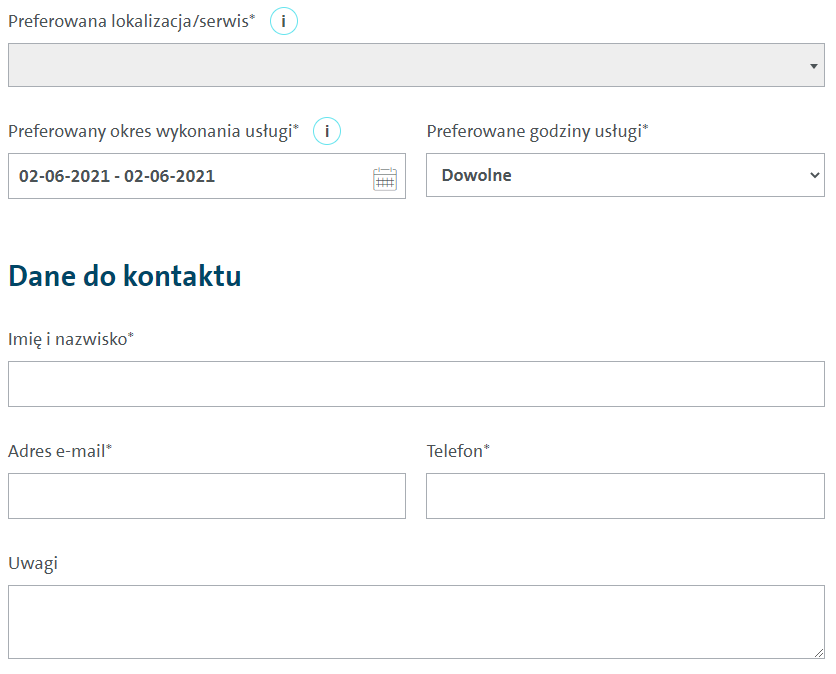 Preferowana lokalizacja/serwis* i
Preferowany okres wykonania usługi* i
Preferowane godziny usługi*
02-06-2021 - 02-06-2021
Dowolne
Dane do kontaktu
Imię i nazwisko*
Adres e-mail*
Telefon*
Uwagi